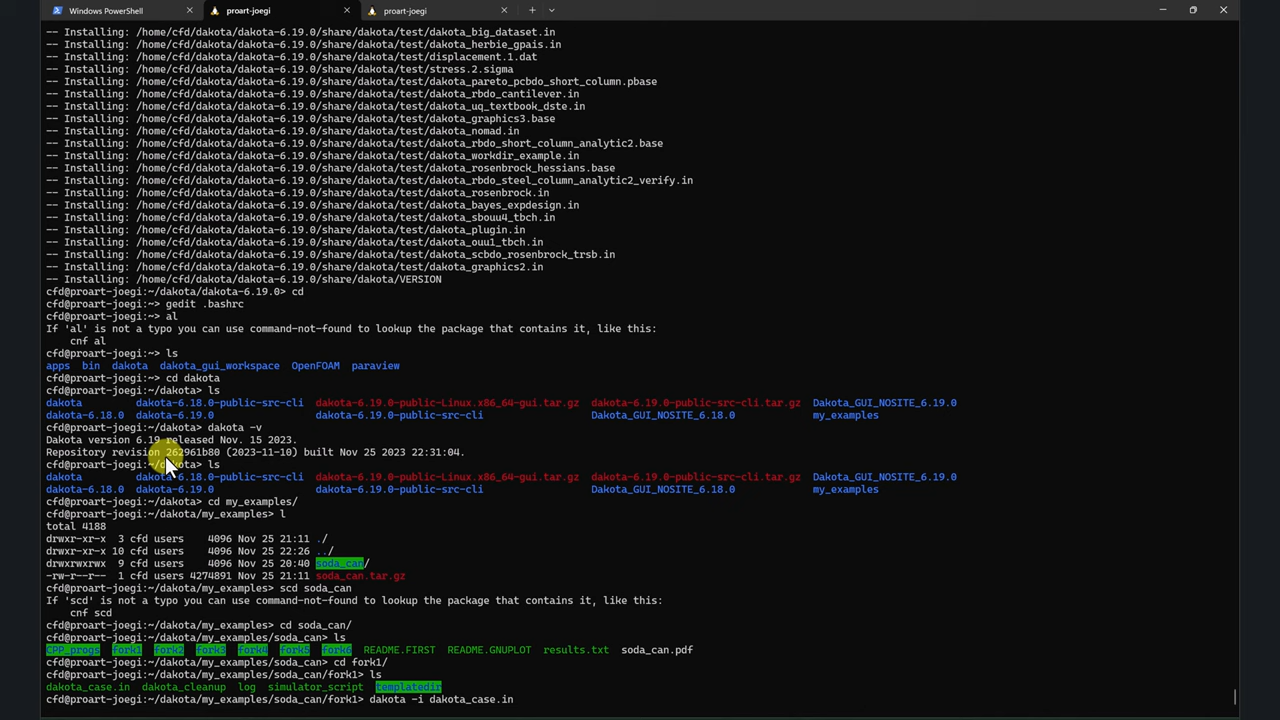 Windows PowerShell
proart-joegi
proart-joegi
-- Installing: /home/cfd/dakota/dakota-6.19.0/share/dakota/test/dakota_big_dataset.in
-- Installing: /home/cfd/dakota/dakota-6.19.0/share/dakota/test/dakota_herbie_gpais.in
-- Installing: /home/cfd/dakota/dakota-6.19.0/share/dakota/test/displacement.1.dat
-- Installing: /home/cfd/dakota/dakota-6.19.0/share/dakota/test/stress.2.sigma
-- Installing: /home/cfd/dakota/dakota-6.19.0/share/dakota/test/dakota_pareto_pcbdo_short_column.pbase
-- Installing: /home/cfd/dakota/dakota-6.19.0/share/dakota/test/dakota_rbdo_cantilever.in
-- Installing: /home/cfd/dakota/dakota-6.19.0/share/dakota/test/dakota_uq_textbook_dste.in
-- Installing: /home/cfd/dakota/dakota-6.19.0/share/dakota/test/dakota_graphics3.base
-- Installing: /home/cfd/dakota/dakota-6.19.0/share/dakota/test/dakota_nomad.in
-- Installing: /home/cfd/dakota/dakota-6.19.0/share/dakota/test/dakota_rbdo_short_column_analytic2.base
-- Installing: /home/cfd/dakota/dakota-6.19.0/share/dakota/test/dakota_workdir_example.in
-- Installing: /home/cfd/dakota/dakota-6.19.0/share/dakota/test/dakota_rosenbrock_hessians.base
-- Installing: /home/cfd/dakota/dakota-6.19.0/share/dakota/test/dakota_rbdo_steel_column_analytic2_verify.in
-- Installing: /home/cfd/dakota/dakota-6.19.0/share/dakota/test/dakota_rosenbrock.in
-- Installing: /home/cfd/dakota/dakota-6.19.0/share/dakota/test/dakota_bayes_expdesign.in
-- Installing: /home/cfd/dakota/dakota-6.19.0/share/dakota/test/dakota_sbouu4_tbch.in
-- Installing: /home/cfd/dakota/dakota-6.19.0/share/dakota/test/dakota_plugin.in
-- Installing: /home/cfd/dakota/dakota-6.19.0/share/dakota/test/dakota_ouu1_tbch.in
-- Installing: /home/cfd/dakota/dakota-6.19.0/share/dakota/test/dakota_scbdo_rosenbrock_trsb.in
-- Installing: /home/cfd/dakota/dakota-6.19.0/share/dakota/test/dakota_graphics2.in
-- Installing: /home/cfd/dakota/dakota-6.19.0/share/dakota/VERSION
cfd@proart-joegi:~/dakota/dakota-6.19.0> cd
cfd@proart-joegi:~> gedit .bashrc
cfd@proart-joegi:~> al
If 'al' is not a typo you can use command-not-found to lookup the package that contains it, like this:
    cnf al
cfd@proart-joegi:~> ls
apps  bin  dakota  dakota_gui_workspace  OpenFOAM  paraview
cfd@proart-joegi:~> cd dakota
cfd@proart-joegi:~/dakota> ls
dakota         dakota-6.18.0-public-src-cli  dakota-6.19.0-public-Linux.x86_64-gui.tar.gz  dakota-6.19.0-public-src-cli.tar.gz  Dakota_GUI_NOSITE_6.19.0
dakota-6.18.0  dakota-6.19.0                 dakota-6.19.0-public-src-cli                  Dakota_GUI_NOSITE_6.18.0             my_examples
cfd@proart-joegi:~/dakota> dakota -v
Dakota version 6.19 released Nov. 15 2023.
Repository revision 262961b80 (2023-11-10) built Nov 25 2023 22:31:04.
cfd@proart-joegi:~/dakota> ls
dakota         dakota-6.18.0-public-src-cli  dakota-6.19.0-public-Linux.x86_64-gui.tar.gz  dakota-6.19.0-public-src-cli.tar.gz  Dakota_GUI_NOSITE_6.19.0
dakota-6.18.0  dakota-6.19.0                 dakota-6.19.0-public-src-cli                  Dakota_GUI_NOSITE_6.18.0             my_examples
cfd@proart-joegi:~/dakota> cd my_examples/
cfd@proart-joegi:~/dakota/my_examples> l
total 4188
drwxr-xr-x  3 cfd users    4096 Nov 25 21:11 ./
drwxr-xr-x 10 cfd users    4096 Nov 25 22:26 ../
drwxrwxrwx  9 cfd users    4096 Nov 25 20:40 soda_can/
-rw-r--r--  1 cfd users 4274891 Nov 25 21:11 soda_can.tar.gz
cfd@proart-joegi:~/dakota/my_examples> scd soda_can
If 'scd' is not a typo you can use command-not-found to lookup the package that contains it, like this:
    cnf scd
cfd@proart-joegi:~/dakota/my_examples> cd soda_can/
cfd@proart-joegi:~/dakota/my_examples/soda_can> ls
CPP_progs  fork1  fork2  fork3  fork4  fork5  fork6  README.FIRST  README.GNUPLOT  results.txt  soda_can.pdf
cfd@proart-joegi:~/dakota/my_examples/soda_can> cd fork1/
cfd@proart-joegi:~/dakota/my_examples/soda_can/fork1> ls
dakota_case.in  dakota_cleanup  log  simulator_script  templatedir
cfd@proart-joegi:~/dakota/my_examples/soda_can/fork1> dakota -i dakota_case.in